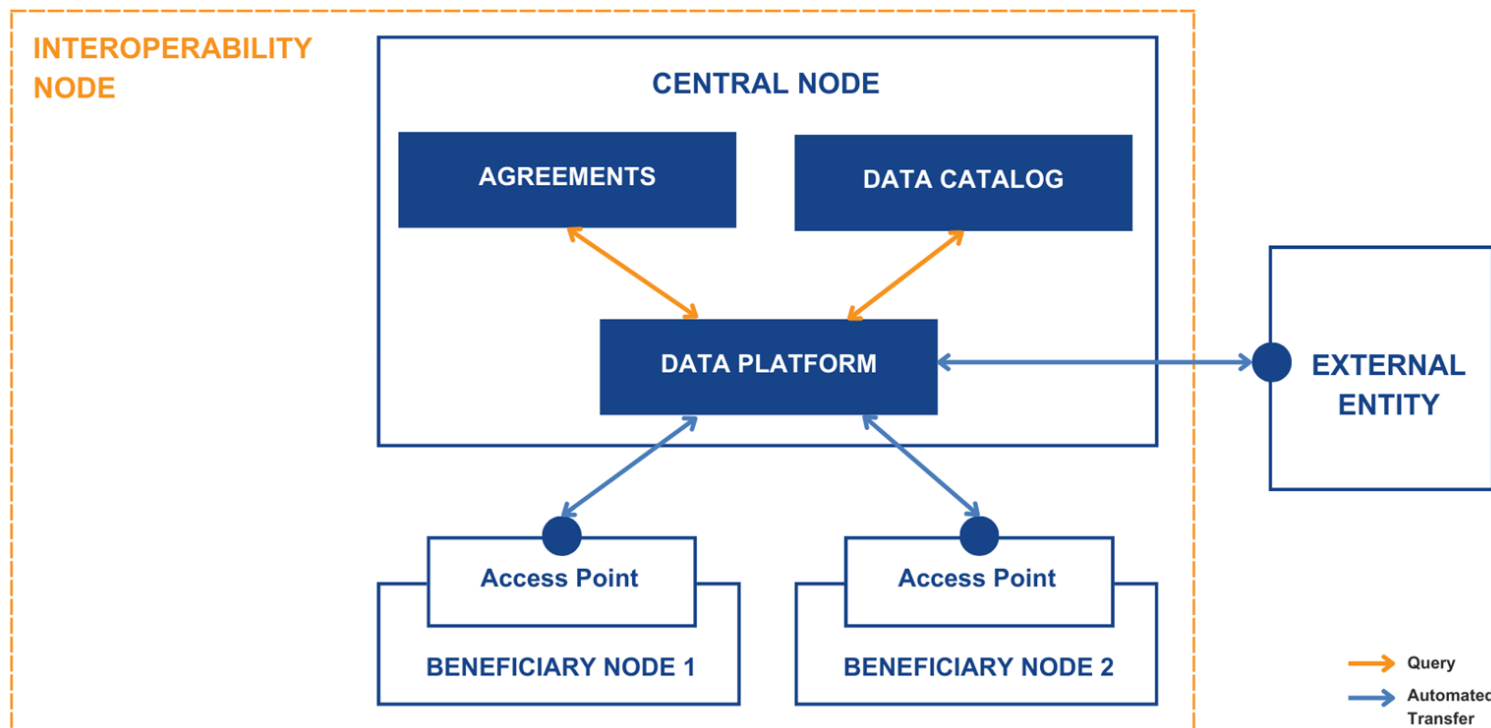 INTEROPERABILITY
NODE
CENTRAL NODE
AGREEMENTS
DATA CATALOG
DATA PLATFORM
EXTERNAL
ENTITY
Access Point
Access Point
BENEFICIARY NODE 1
BENEFICIARY NODE 2
Query
Automated
Transfer